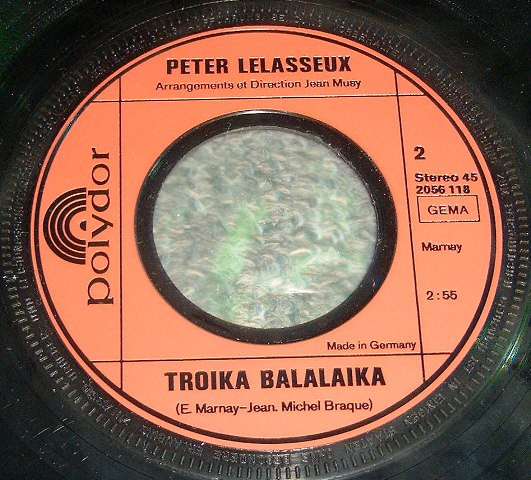 PETER LELASSEUX
Arrangements et Direction Jean Musy
polydor
2
Stereo 45
2056 118
GEMA
Marnay
2:55
Made in Germany
TROIKA BALALAIKA
(E. Marnay-Jean. Michel Braque)